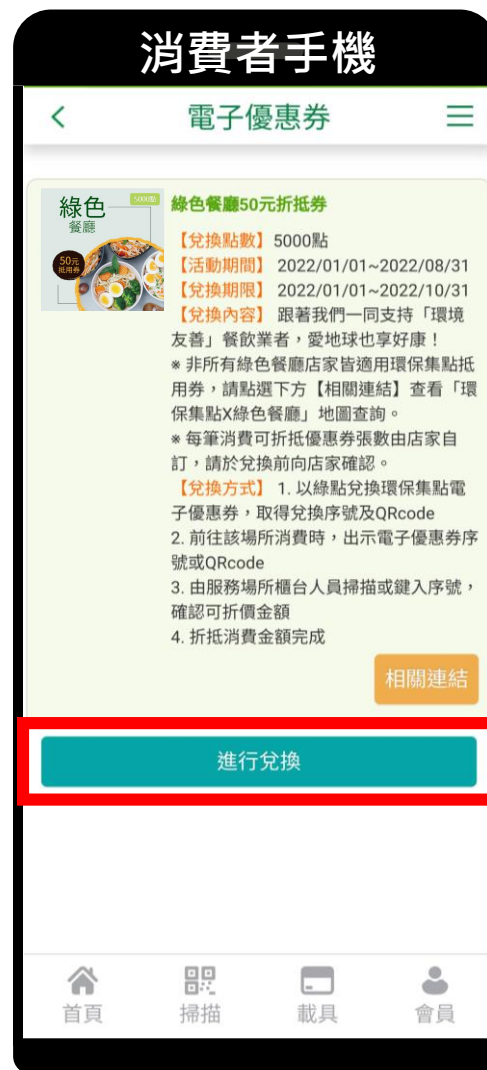 消費者手機
電子優惠券
綠色
餐廳
5000點
50元
抵用券
綠色餐廳50元折抵券
【兌換點數】5000點
【活動期間】 2022/01/01~2022/08/31
【兌換期限】 2022/01/01~2022/10/31
【兌換內容】 跟著我們一同支持「環境
友善」餐飲業者，愛地球也享好康！
* 非所有綠色餐廳店家皆適用環保集點抵
用券，請點選下方【相關連結】查看「環
保集點X綠色餐廳」地圖查詢。
* 每筆消費可折抵優惠券張數由店家自
訂，請於兌換前向店家確認。
【兌換方式】 1. 以綠點兌換環保集點電
子優惠券，取得兌換序號及QRcode
2. 前往該場所消費時，出示電子優惠券序
號或QRcode
3. 由服務場所櫃台人員掃描或鍵入序號，
確認可折價金額
4. 折抵消費金額完成
相關連結
進行兌換
首頁
掃描
載具
會員